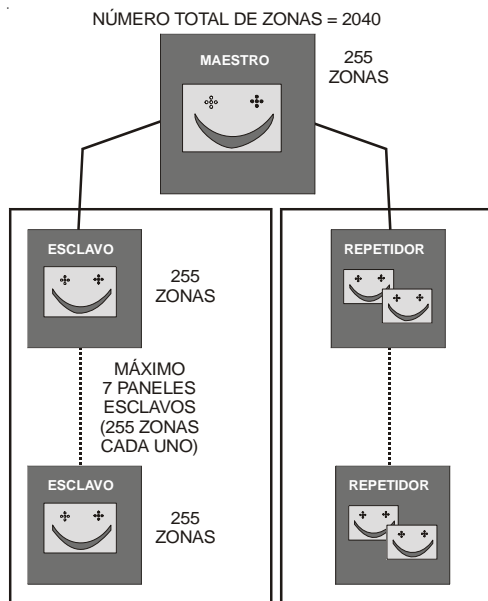 NÚMERO TOTAL DE ZONAS = 2040
MAESTRO
255
ZONAS
ESCLAVO
255
ZONAS
REPETIDOR
MÁXIMO
7 PANELES
ESCLAVOS
(255 ZONAS
CADA UNO)
ESCLAVO
255
ZONAS
REPETIDOR